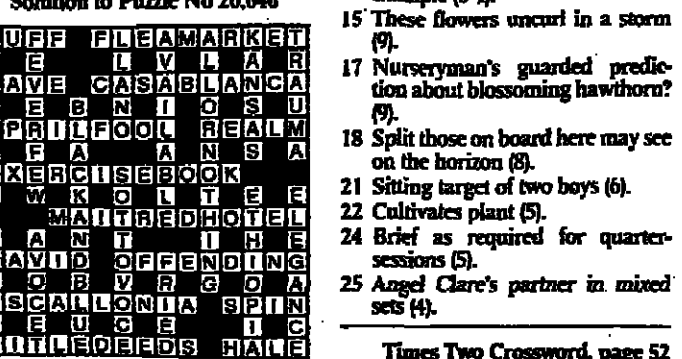 Solution to Puzzle No 20,646
UFF FLEAMARKET
E L V L A R
AVE CASABLANCA
E B N I O S U
PRILFOOL REALM
F A A N S A
XERCISEBOOK
W K O L T E E
MAITREDHOTEL
A N T I H E
AVID OFFENDING
O B V R G O A
SCALLONIA SPIN
E U C E I C
ITLEDEEDS HALE
15 These flowers uncurl in a storm
(9).
17 Nurseryman's guarded predic-
tion about blossoming hawthorn?
(9).
18 Split those on board here may see
on the horizon (8).
21 Sitting target of two boys (6).
22 Cultivates plant (5).
24 Brief as required for quarter-
sessions (5).
25 Angel Clare's partner in mixed
sets (4).
Times Two Crossword, page 52